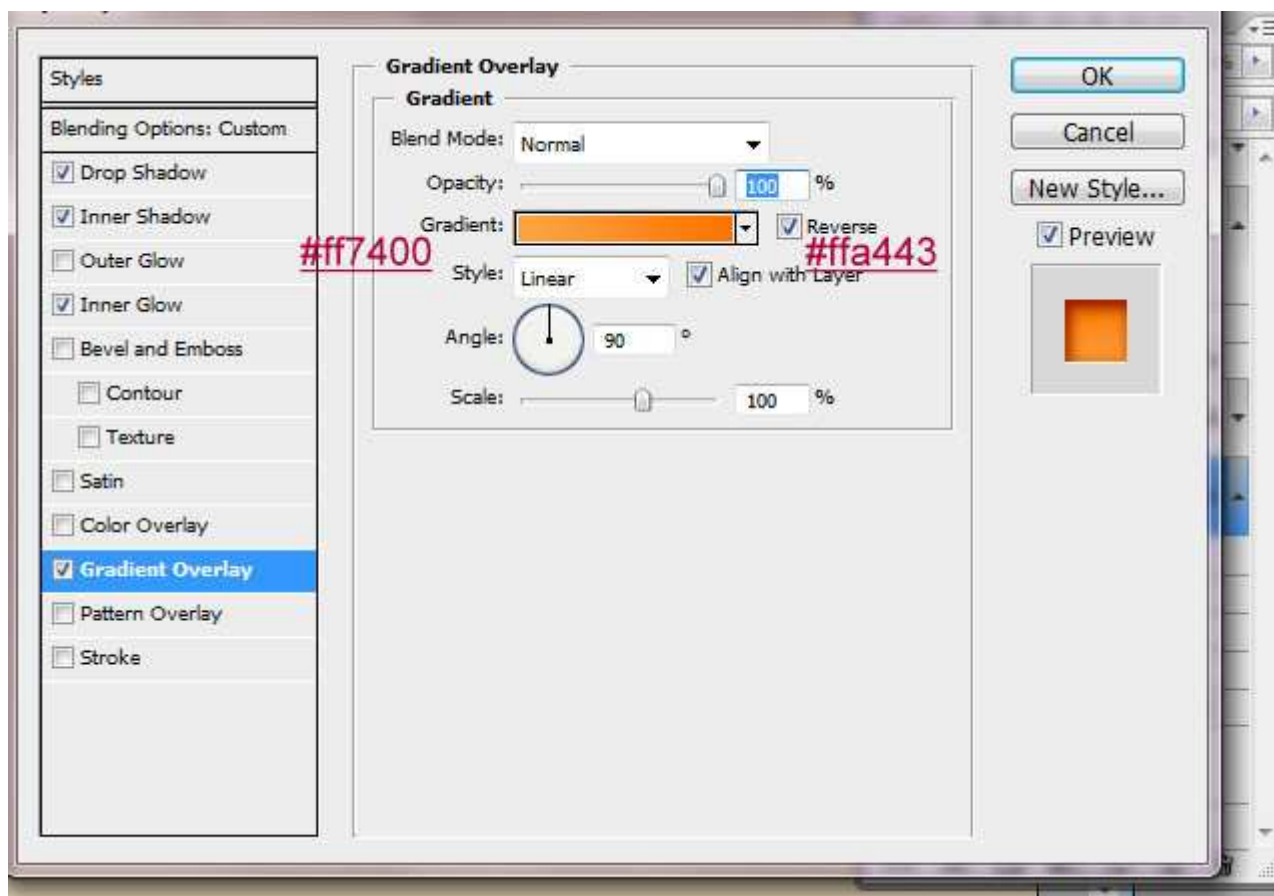 Styles
Blending Options: Custom
Drop Shadow
Inner Shadow
Outer Glow
Inner Glow
Bevel and Emboss
Contour
Texture
Satin
Color Overlay
Gradient Overlay
Pattern Overlay
Stroke
Gradient Overlay
Gradient
Blend Mode: Normal
Opacity: 100 %
Gradient: Reverse
#ff7400 #ffa443
Style: Linear Align with Layer
Angle: 90 °
Scale: 100 %
OK
Cancel
New Style...
Preview